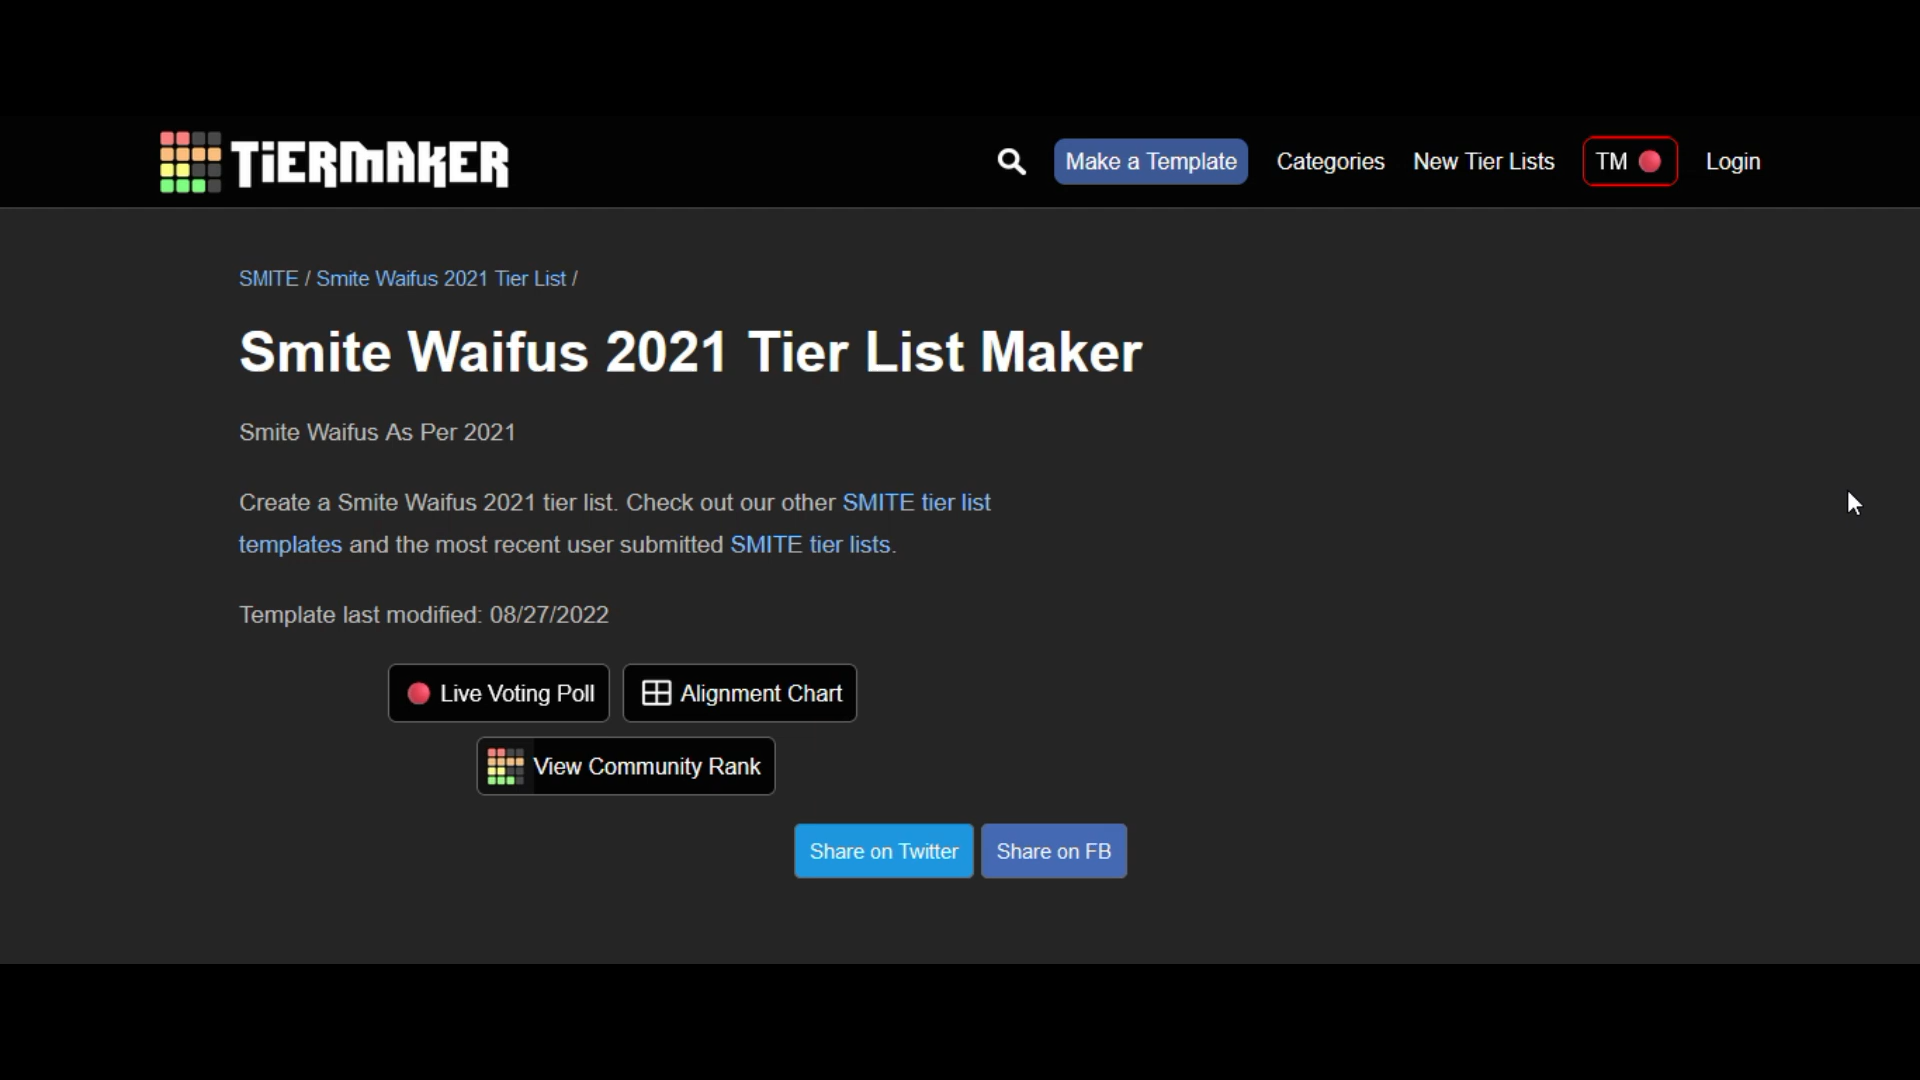 TiERMAKER
Make a Template Categories New Tier Lists TM Login
SMITE / Smite Waifus 2021 Tier List /
Smite Waifus 2021 Tier List Maker
Smite Waifus As Per 2021
Create a Smite Waifus 2021 tier list. Check out our other SMITE tier list
templates and the most recent user submitted SMITE tier lists.
Template last modified: 08/27/2022
Live Voting Poll Alignment Chart
View Community Rank
Share on Twitter Share on FB